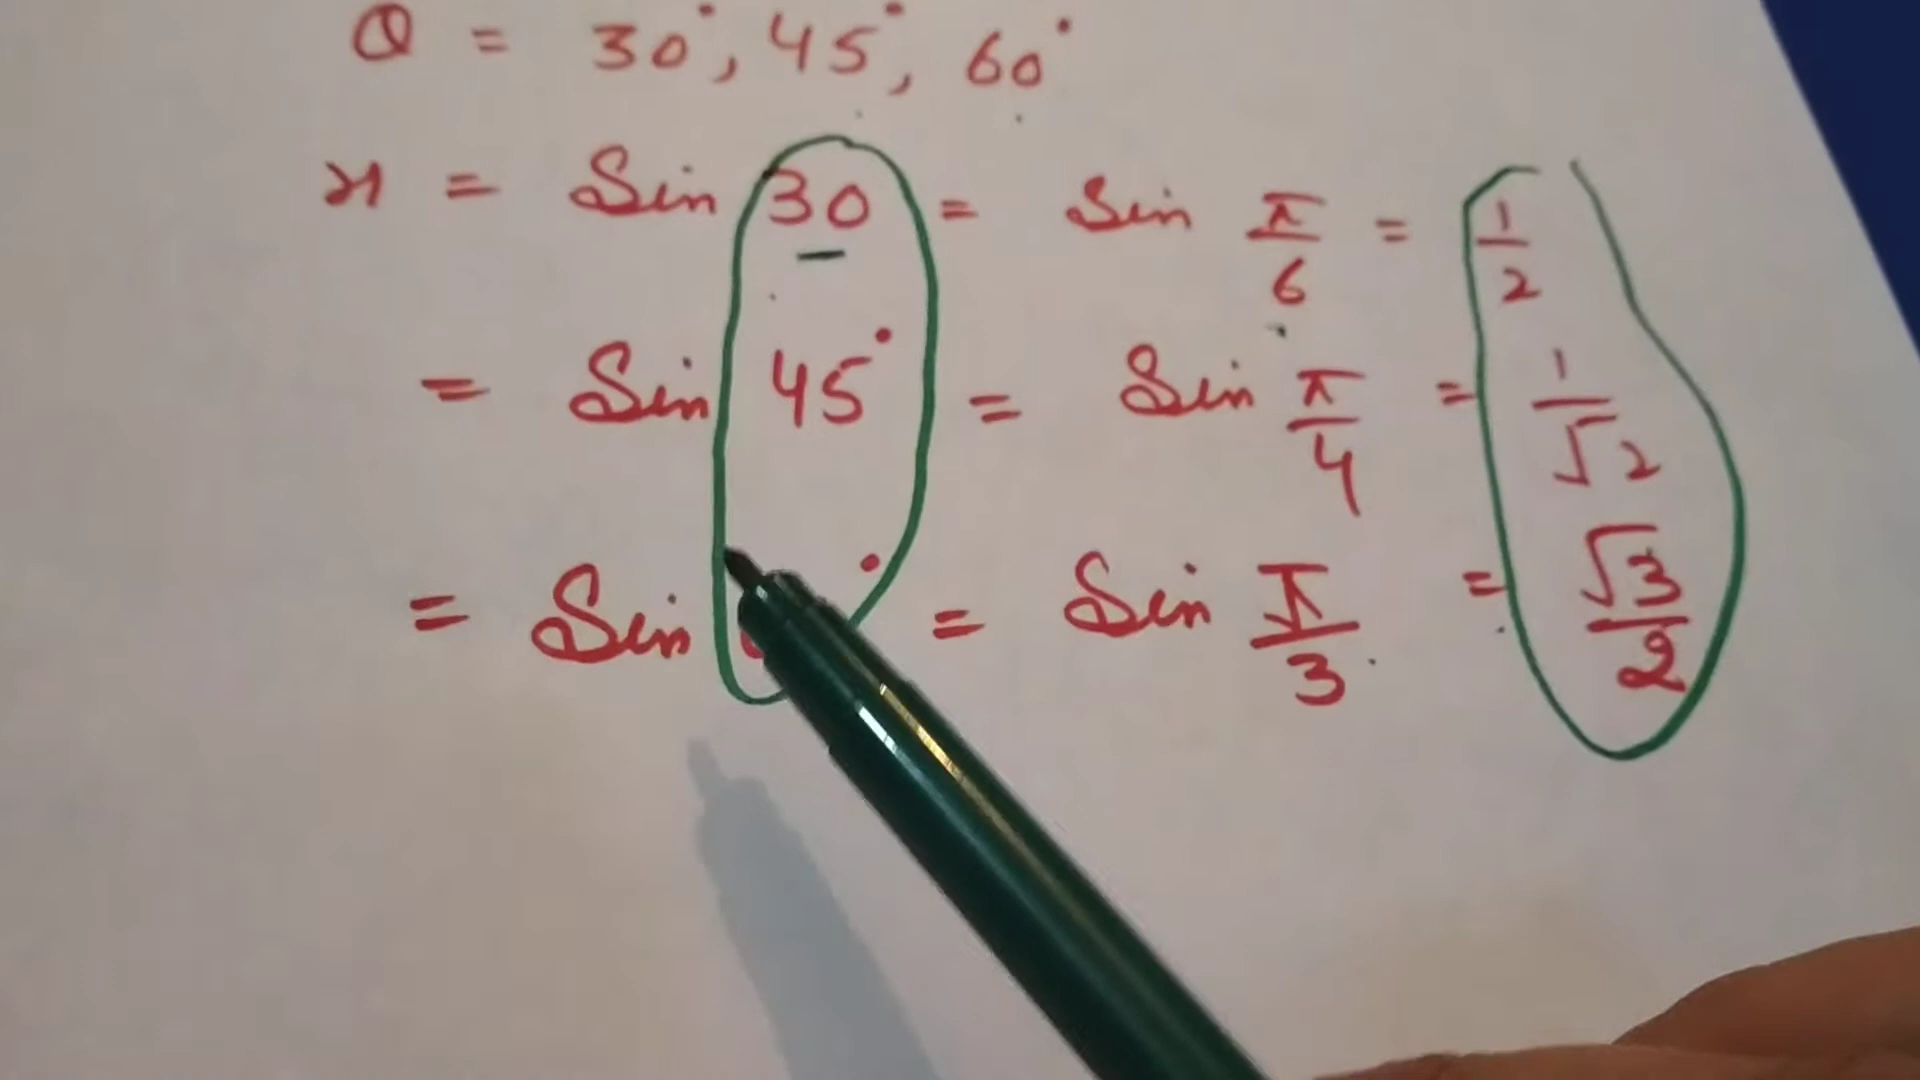 θ = 30°, 45°, 60°
x = Sin 30 = Sin π/6 = 1/2
= Sin 45° = Sin π/4 = 1/√2
= Sin = Sin π/3 = √3/2